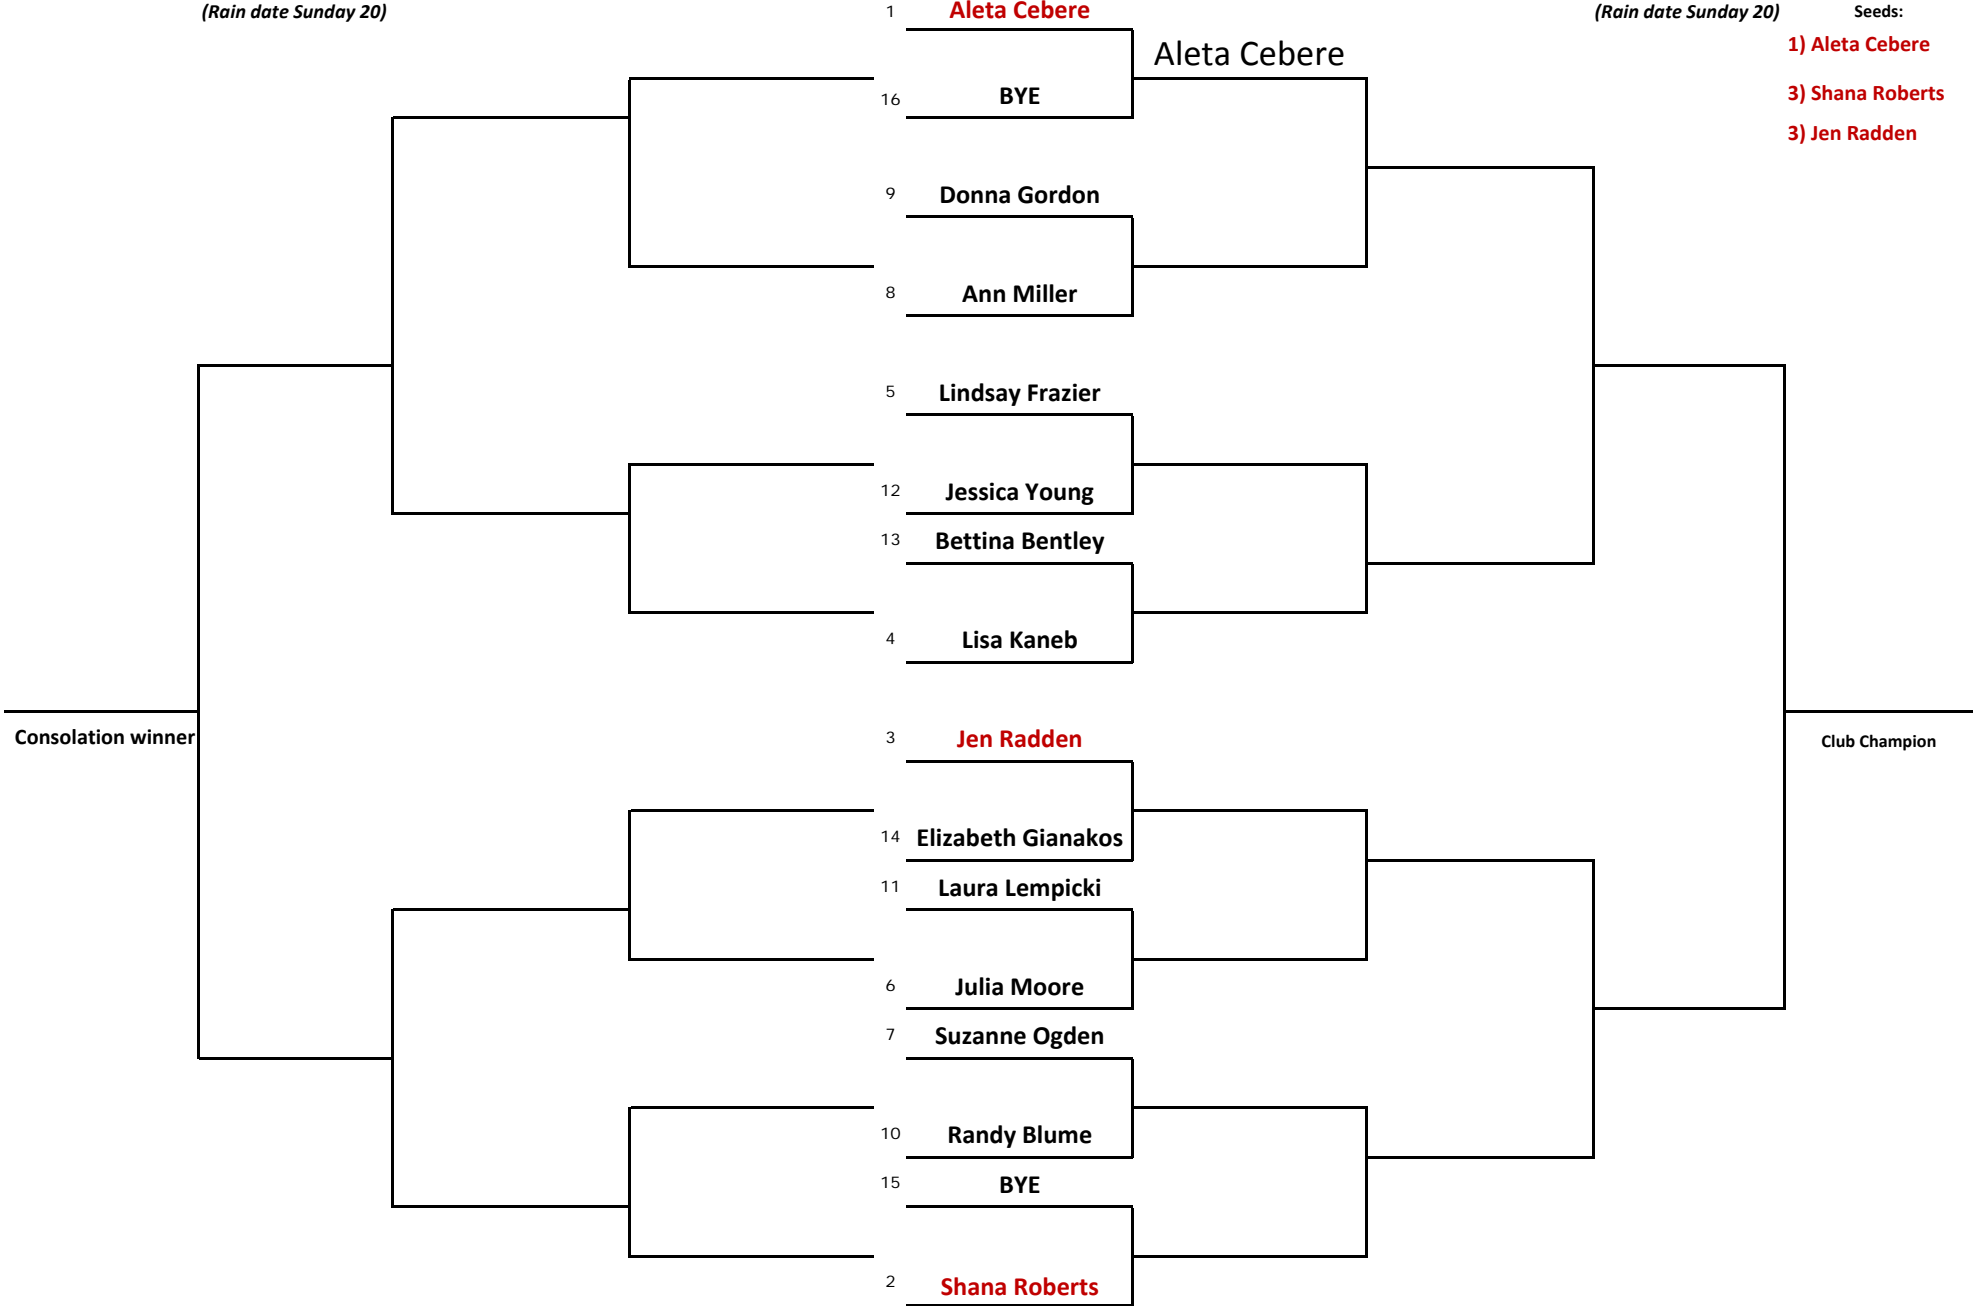 (Rain date Sunday 20)
1 Aleta Cebere
(Rain date Sunday 20)
Seeds:
1) Aleta Cebere
Aleta Cebere
16 BYE
3) Shana Roberts
3) Jen Radden
9 Donna Gordon
8 Ann Miller
5 Lindsay Frazier
12 Jessica Young
13 Bettina Bentley
4 Lisa Kaneb
Consolation winner
3 Jen Radden
Club Champion
14 Elizabeth Gianakos
11 Laura Lempicki
6 Julia Moore
7 Suzanne Ogden
10 Randy Blume
15 BYE
2 Shana Roberts